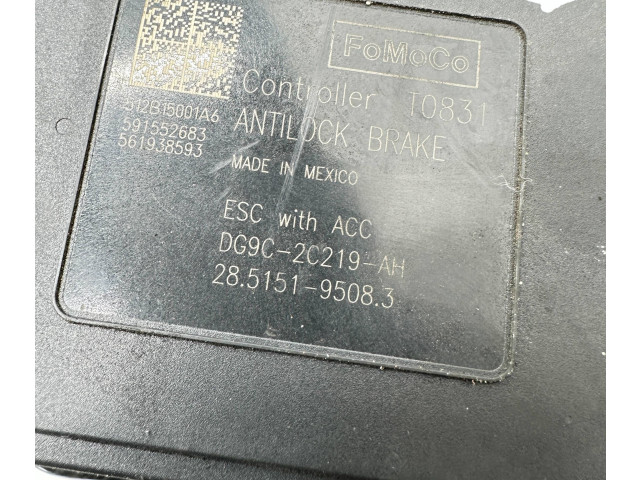 FoMoCo
Controller T0831
512B15001A6
ANTILOCK BRAKE
591552683
561938593
MADE IN MEXICO
ESC with ACC
DG9C-2C219-AH
28.5151-9508.3